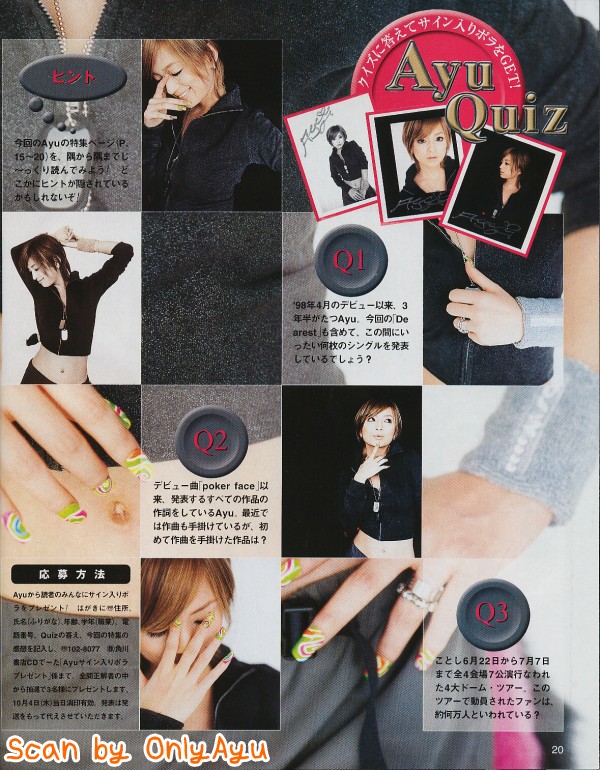 クイズに答えてサイン入りポラをGET!
Ayu
Quiz
ヒント
今回のAyuの特集ページ(P.
15〜20)を、隅から隅までじ
〜っくり読んでみよう! ど
こかにヒントが隠されている
かもしれないぞ!
Q1
'98年4月のデビュー以来、3
年半がたつAyu。今回の「De
arest」も含めて、この間にい
ったい何枚のシングルを発表
しているでしょう?
Q2
デビュー曲「poker face」以
来、発表するすべての作品の
作詞をしているAyu。最近で
は作曲も手掛けているが、初
めて作曲を手掛けた作品は?
応募方法
Ayuから読者のみんなにサイン入りポ
ラをプレゼント! はがきに〒住所、
氏名(ふりがな)、年齢、学年(職業)、電
話番号、Quizの答え、今回の特集の
感想を記入し、〒102-8077 ㈱角川
書店CDで〜た「Ayuサイン入りポラ
プレゼント」係まで。全問正解者の中
から抽選で3名様にプレゼントします。
10月4日(木)当日消印有効。発表は発
送をもって代えさせていただきます。
Q3
ことし6月22日から7月7日
まで全4会場7公演行なわれ
た4大ドーム・ツアー。この
ツアーで動員されたファンは、
約何万人といわれている?
Scan by OnlyAyu
20